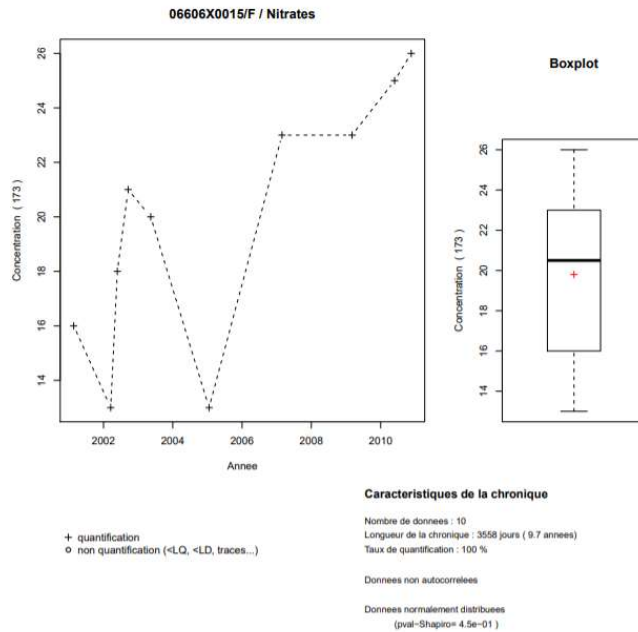 06606X0015/F / Nitrates
26
24
22
20
18
16
14
Concentration ( 173 )
2002 2004 2006 2008 2010
Annee
Boxplot
26
24
22
20
18
16
14
Concentration ( 173 )
+ quantification
o non quantification (<LQ, <LD, traces...)
Caracteristiques de la chronique
Nombre de donnees : 10
Longueur de la chronique : 3558 jours ( 9.7 annees)
Taux de quantification : 100 %
Donnees non autocorrelees
Donnees normalement distribuees
(pval−Shapiro= 4.5e−01 )